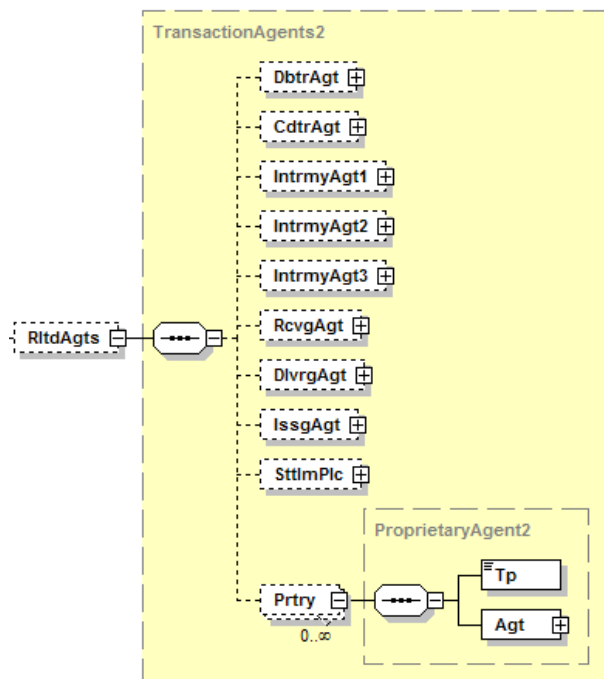 TransactionAgents2
DbtrAgt
CdtrAgt
IntrmyAgt1
IntrmyAgt2
IntrmyAgt3
RltdAgts
RcvgAgt
DlvrgAgt
IssgAgt
SttlmPlc
ProprietaryAgent2
Tp
Prtry
Agt
0..∞